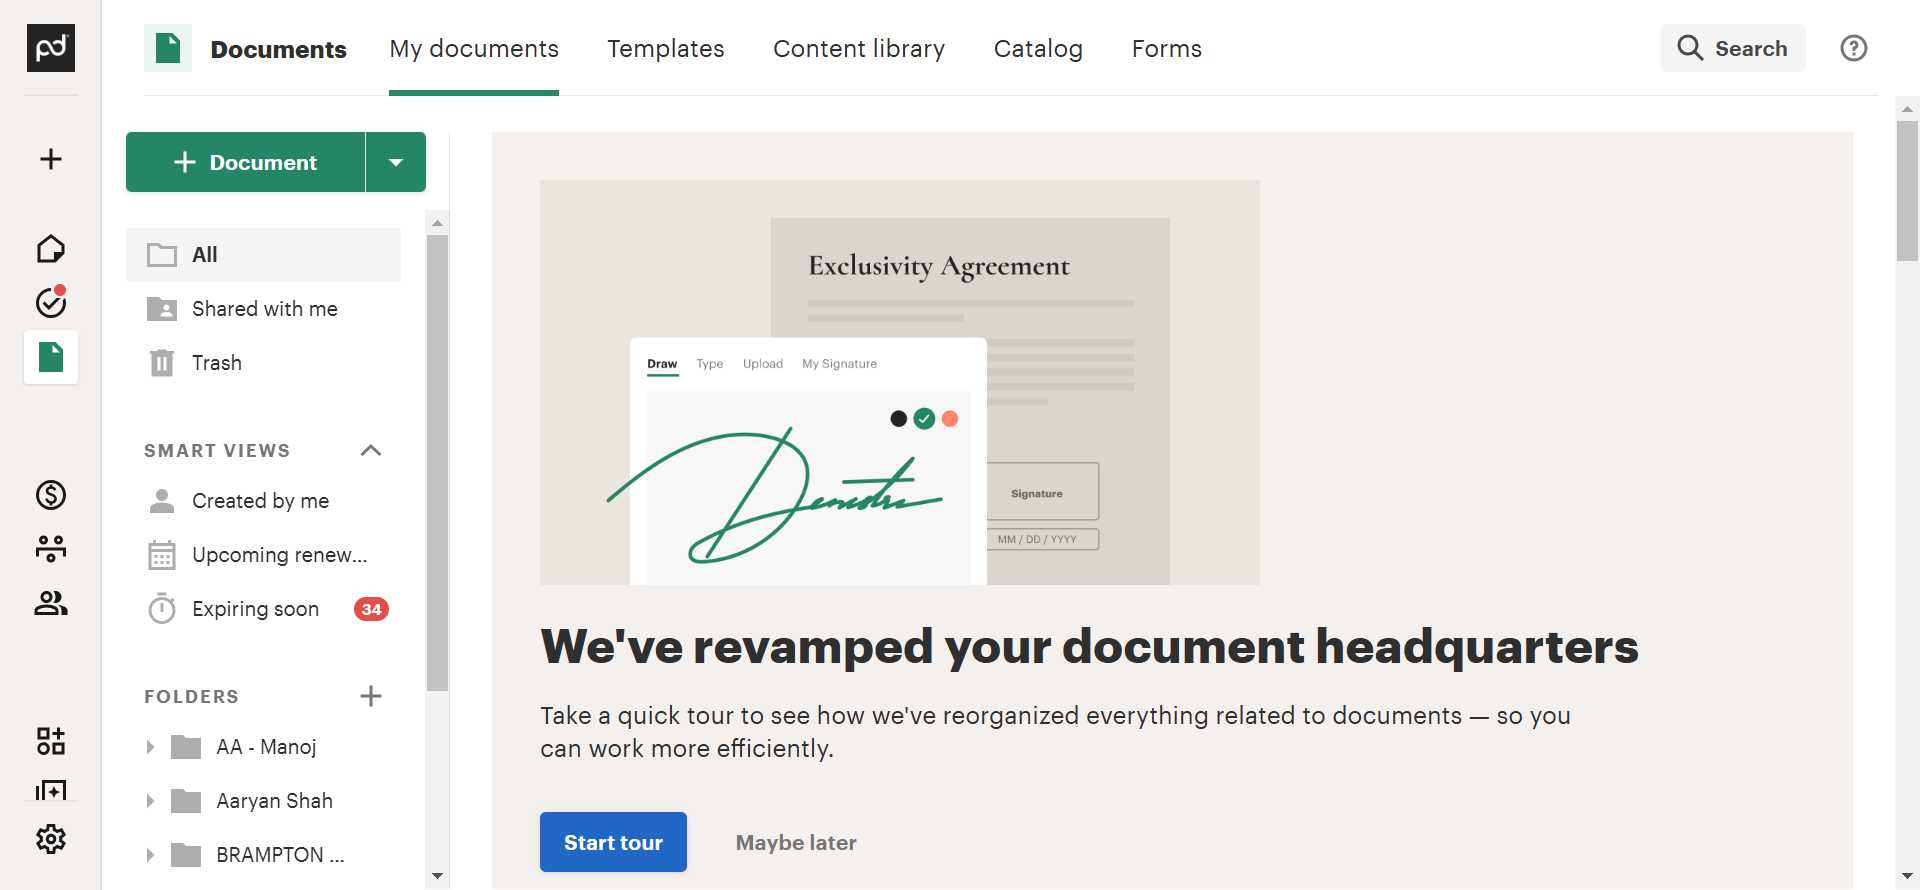 pd
Documents
My documents
Templates
Content library
Catalog
Forms
Search
Document
All
Shared with me
Trash
SMART VIEWS
Created by me
Upcoming renew...
Expiring soon
34
FOLDERS
AA - Manoj
Aaryan Shah
BRAMPTON ...
Exclusivity Agreement
Draw Type Upload My Signature
Demetri
Signature
MM / DD / YYYY
We've revamped your document headquarters
Take a quick tour to see how we've reorganized everything related to documents — so you
can work more efficiently.
Start tour
Maybe later